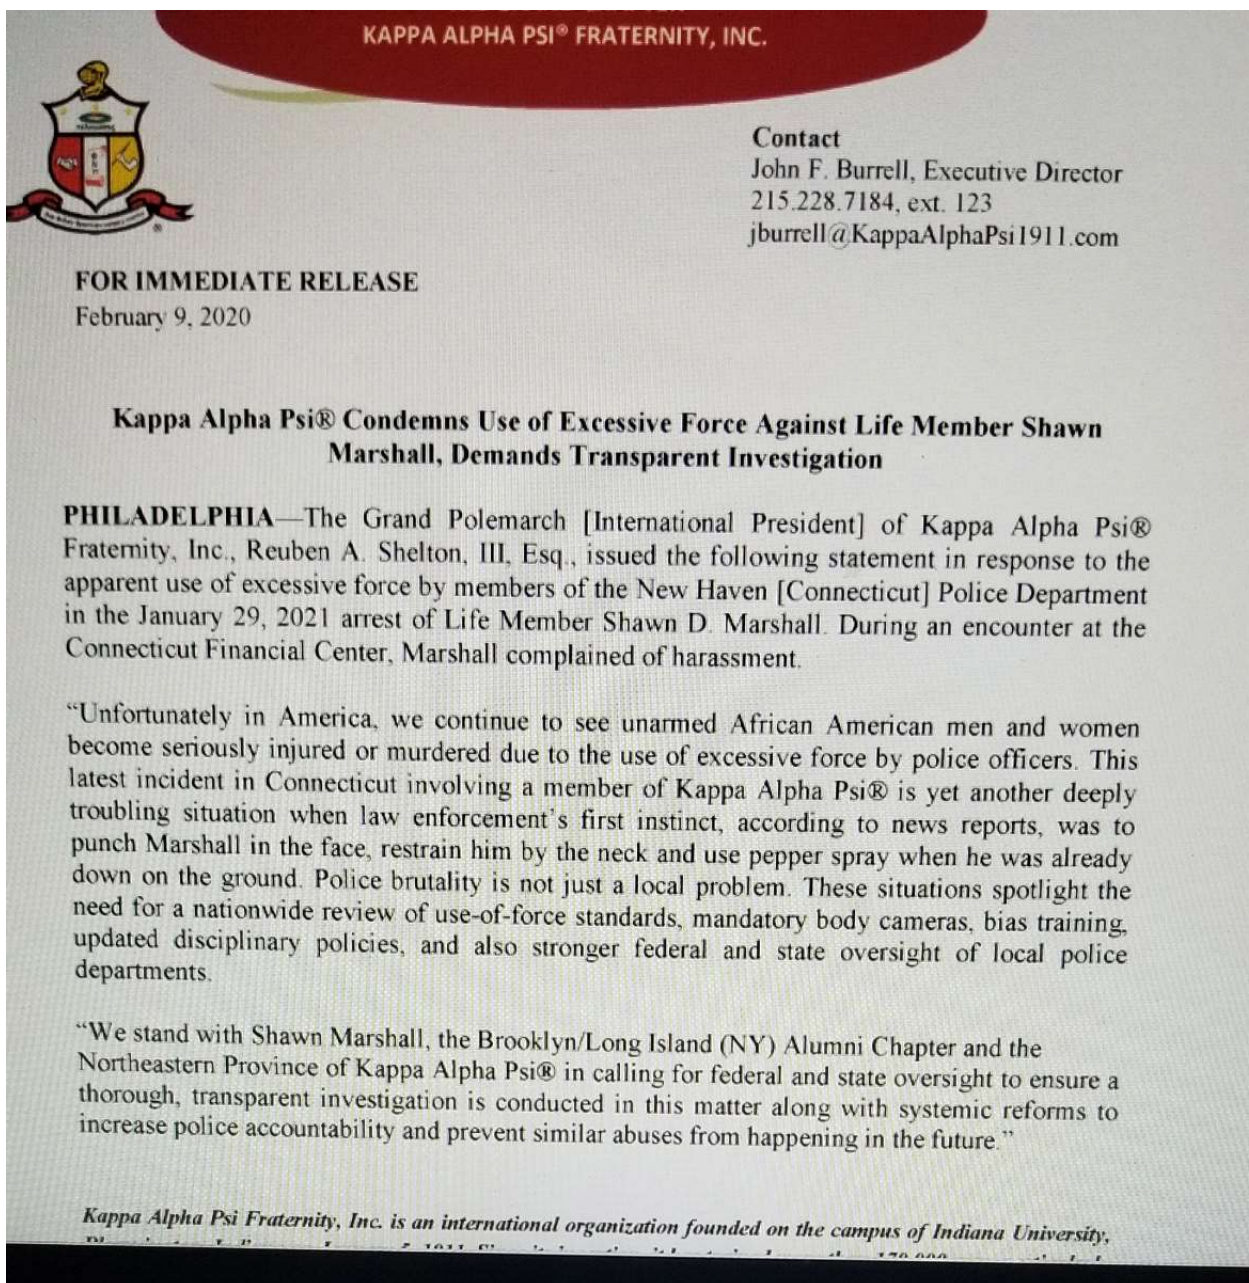 KAPPA ALPHA PSI® FRATERNITY, INC.
Contact
John F. Burrell, Executive Director
215.228.7184, ext. 123
jburrell@KappaAlphaPsi1911.com
FOR IMMEDIATE RELEASE
February 9, 2020
Kappa Alpha Psi® Condemns Use of Excessive Force Against Life Member Shawn
Marshall, Demands Transparent Investigation
PHILADELPHIA—The Grand Polemarch [International President] of Kappa Alpha Psi®
Fraternity, Inc., Reuben A. Shelton, III, Esq., issued the following statement in response to the
apparent use of excessive force by members of the New Haven [Connecticut] Police Department
in the January 29, 2021 arrest of Life Member Shawn D. Marshall. During an encounter at the
Connecticut Financial Center, Marshall complained of harassment.
“Unfortunately in America, we continue to see unarmed African American men and women
become seriously injured or murdered due to the use of excessive force by police officers. This
latest incident in Connecticut involving a member of Kappa Alpha Psi® is yet another deeply
troubling situation when law enforcement's first instinct, according to news reports, was to
punch Marshall in the face, restrain him by the neck and use pepper spray when he was already
down on the ground. Police brutality is not just a local problem. These situations spotlight the
need for a nationwide review of use-of-force standards, mandatory body cameras, bias training,
updated disciplinary policies, and also stronger federal and state oversight of local police
departments.
“We stand with Shawn Marshall, the Brooklyn/Long Island (NY) Alumni Chapter and the
Northeastern Province of Kappa Alpha Psi® in calling for federal and state oversight to ensure a
thorough, transparent investigation is conducted in this matter along with systemic reforms to
increase police accountability and prevent similar abuses from happening in the future.”
Kappa Alpha Psi Fraternity, Inc. is an international organization founded on the campus of Indiana University,